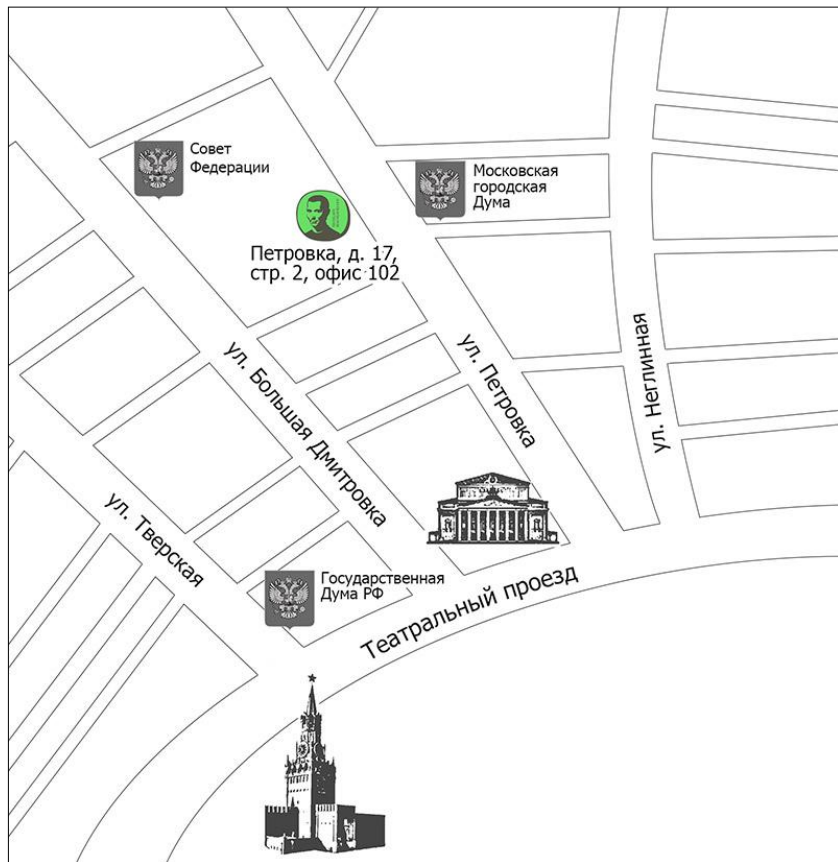 Совет
Федерации
Московская
городская
Дума
Петровка, д. 17,
стр. 2, офис 102
ул. Большая Дмитровка
ул. Петровка
ул. Неглинная
ул. Тверская
Государственная
Дума РФ
Театральный проезд